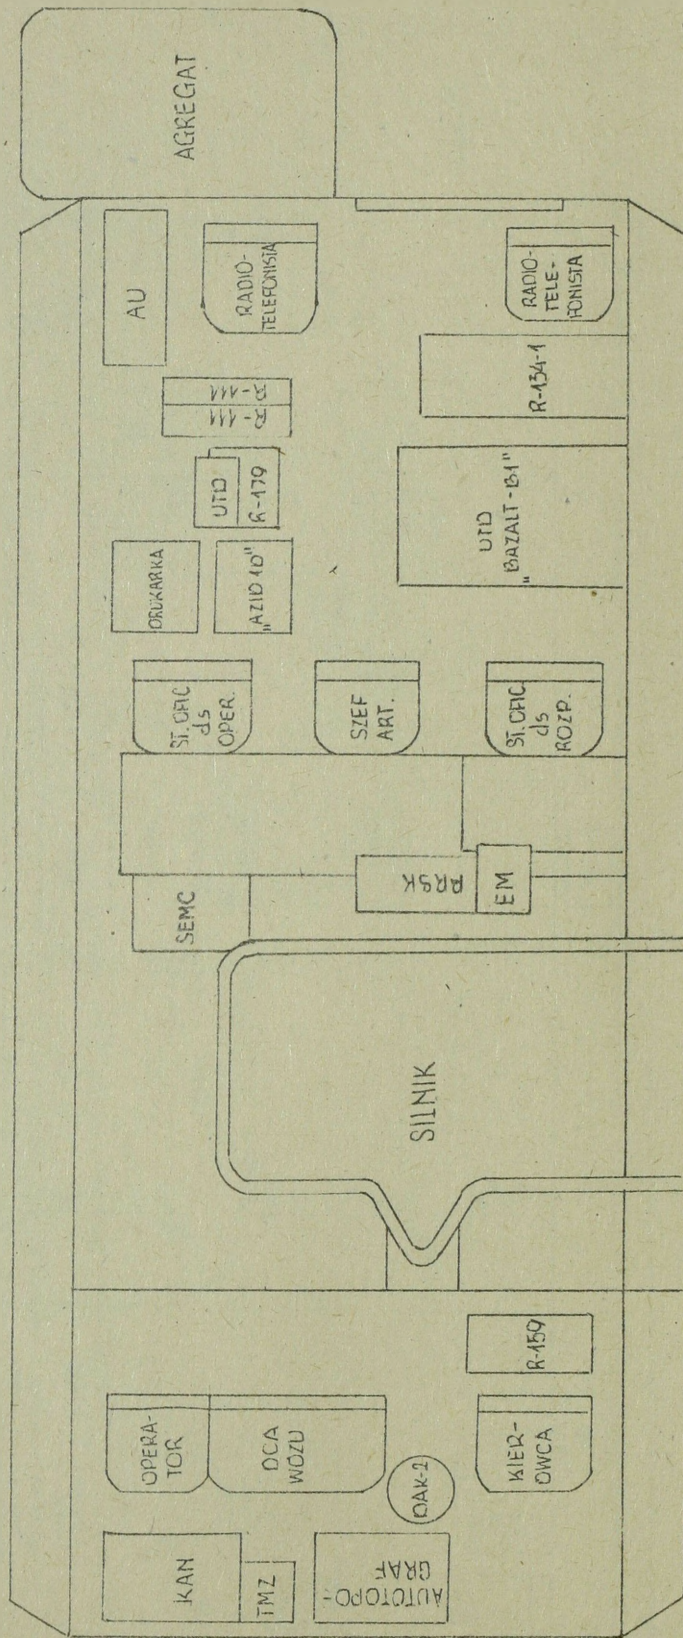 AGREGAT
AU
RADIO-
TELEFONISTA
RADIO-
TELE-
FONISTA
R-111
R-111
R-134-1
UTD
R-179
UTD
„BAZALT-B1"
DRUKARKA
„AZID 10"
ST. OFIC
ds
OPER.
SZEF
ART.
ST. OFIC
ds
ROZP.
SEMC
PRSK
EM
SILNIK
R-159
OPERA-
TOR
DCA
WOZU
KIER-
OWCA
DAK-2
KAN
TMZ
AUTOTOPO-
GRAF